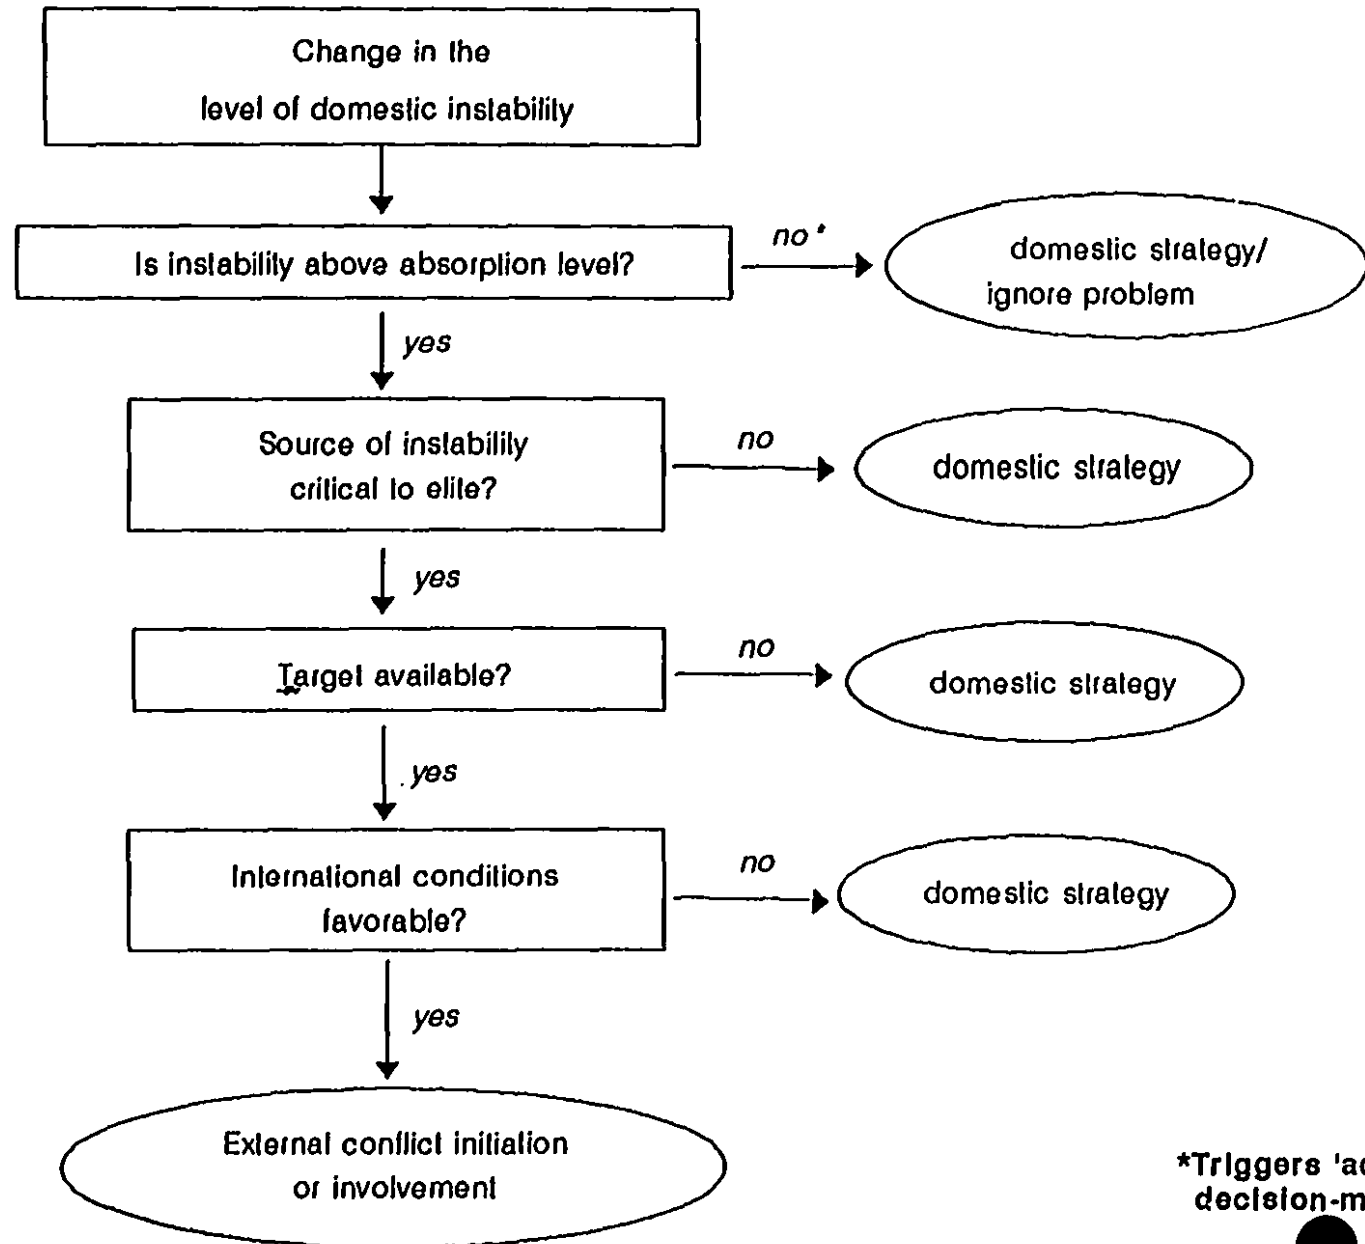 Change in the
level of domestic instability
Is instability above absorption level?
no*
domestic strategy/
ignore problem
yes
Source of instability
critical to elite?
no
domestic strategy
yes
Target available?
no
domestic strategy
yes
International conditions
favorable?
no
domestic strategy
yes
External conflict initiation
or involvement
*Triggers